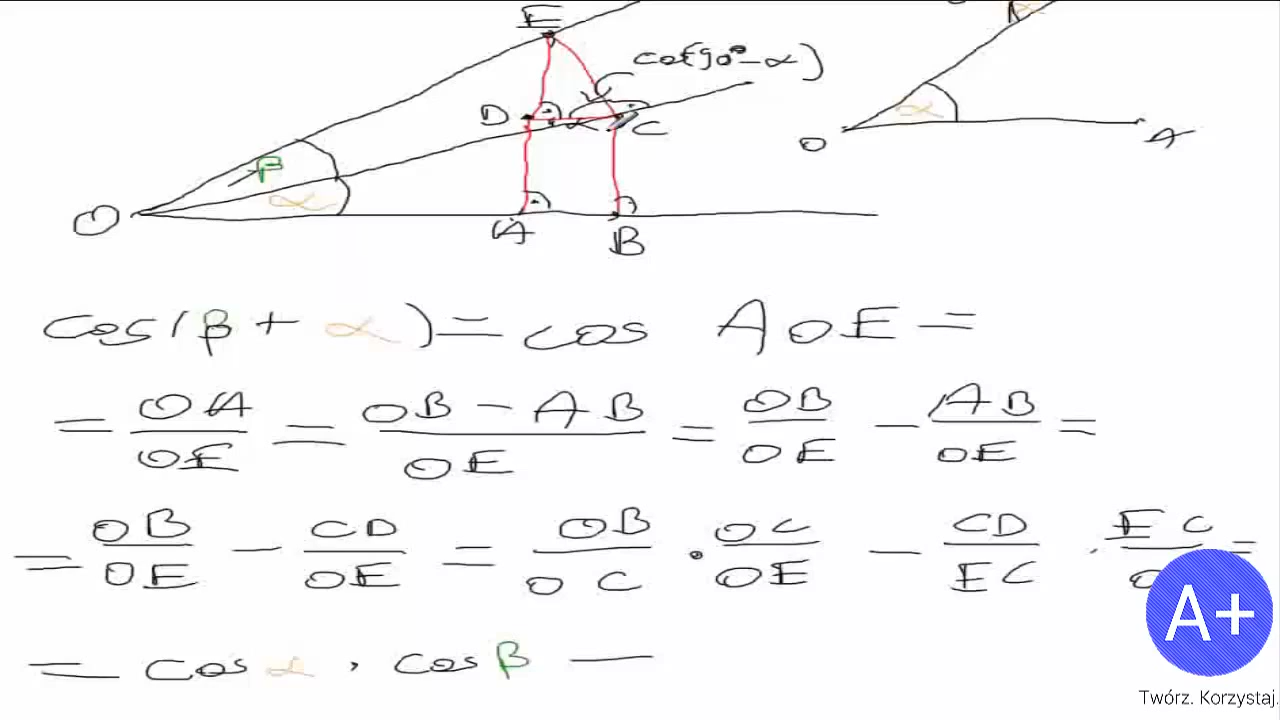 E
cos(90° - α)
α
D
α
C
α
O
A
β
α
O
A
B
cos(β + α) = cos AOE =
= OA/OE = (OB - AB)/OE = OB/OE - AB/OE =
= OB/OE - CD/OE = OB/OC · OC/OE - CD/EC · EC/ =
= cos α · cos β -
A+
Twórz. Korzystaj.